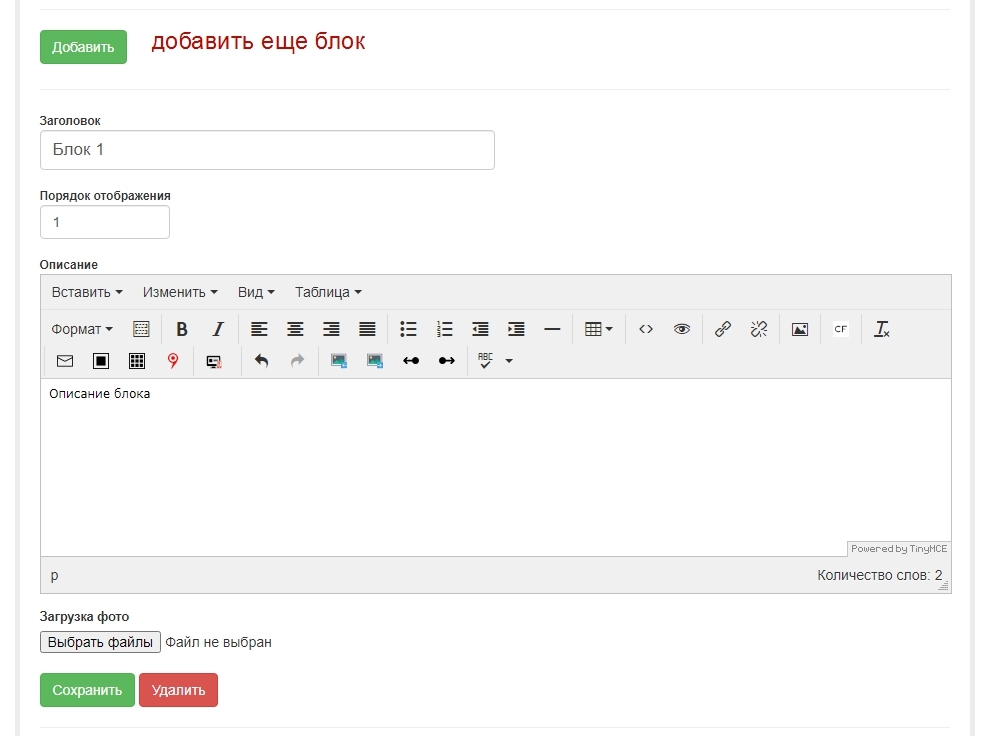 Добавить добавить еще блок
Заголовок
Блок 1
Порядок отображения
1
Описание
Вставить Изменить Вид Таблица
Формат B I CF Tx
ABC
Описание блока
Powered by TinyMCE
p Количество слов: 2
Загрузка фото
Выбрать файлы Файл не выбран
Сохранить Удалить